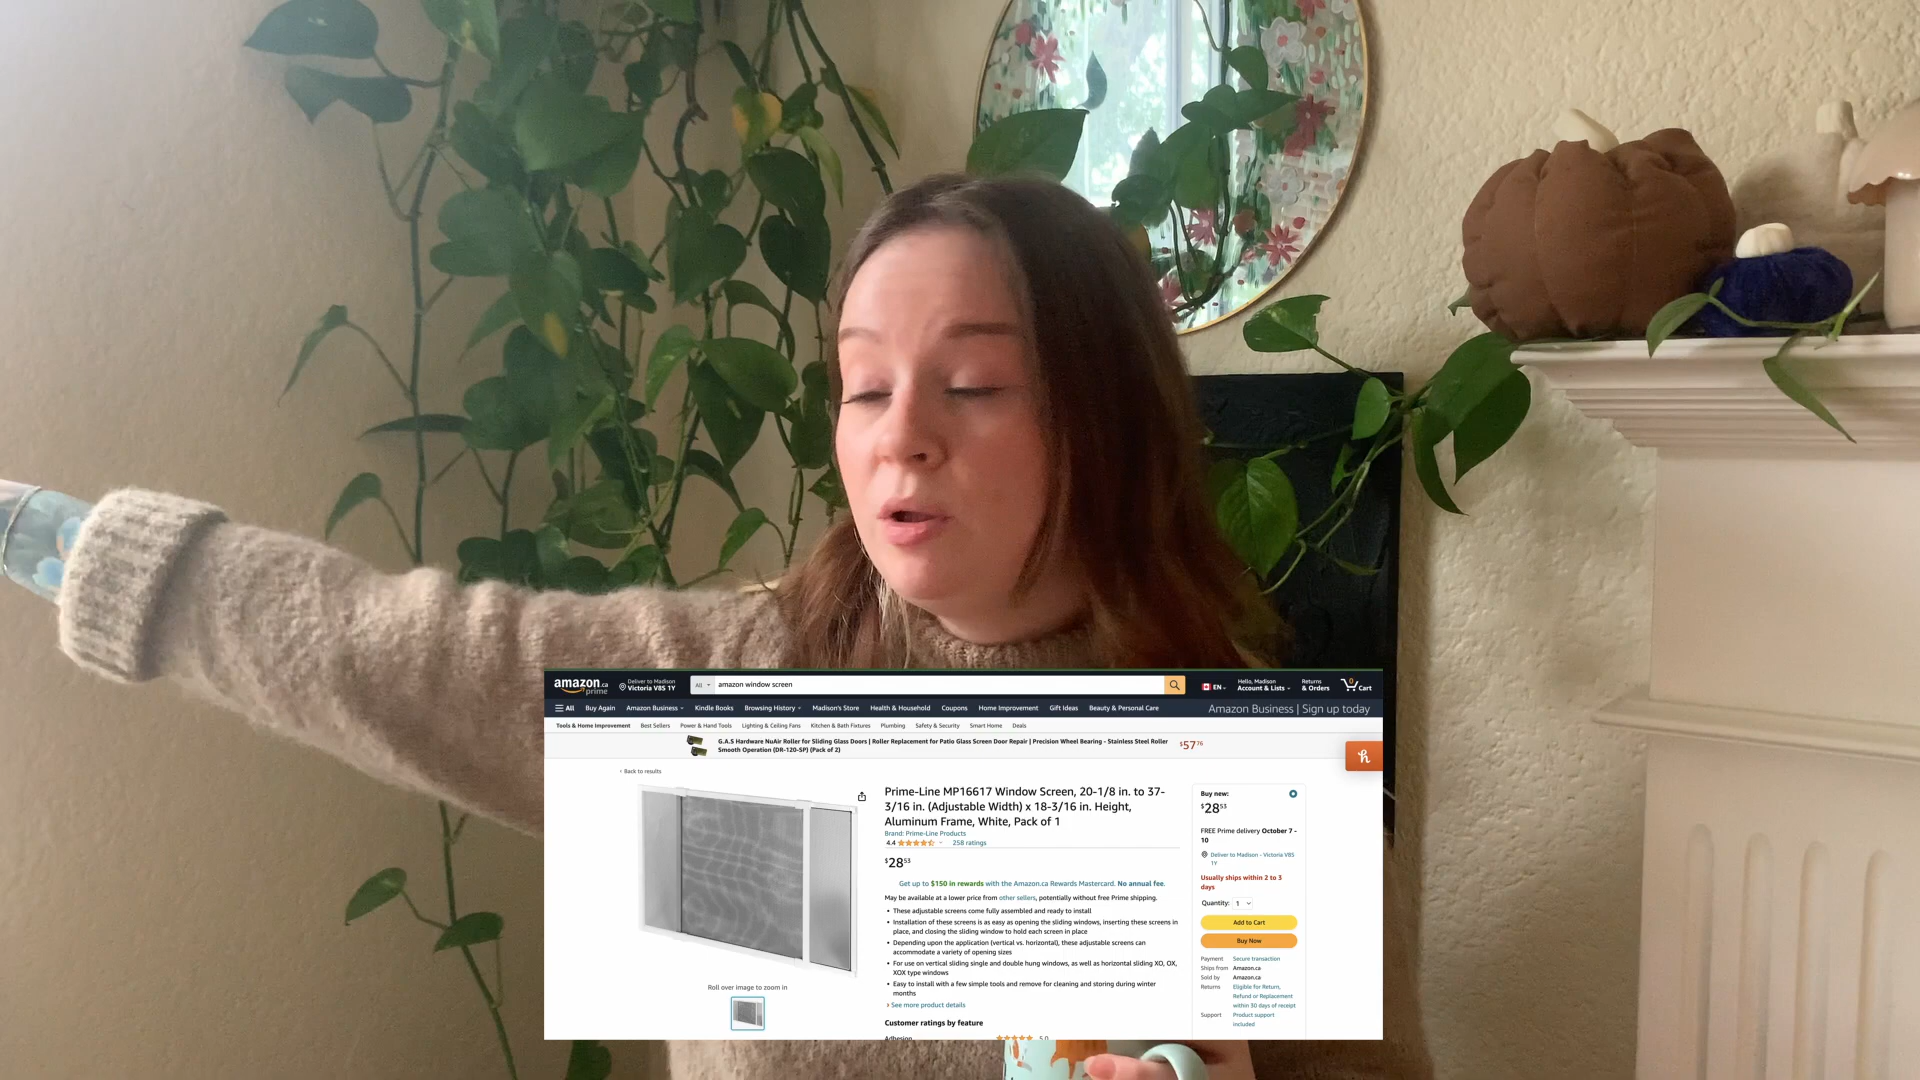 amazon.ca
prime
Deliver to Madison
Victoria V8S 1Y
All
amazon window screen
EN
Hello, Madison
Account & Lists
Returns
& Orders
0
Cart
All
Buy Again
Amazon Business
Kindle Books
Browsing History
Madison's Store
Health & Household
Coupons
Home Improvement
Gift Ideas
Beauty & Personal Care
Amazon Business | Sign up today
Tools & Home Improvement
Best Sellers
Power & Hand Tools
Lighting & Ceiling Fans
Kitchen & Bath Fixtures
Plumbing
Safety & Security
Smart Home
Deals
G.A.S Hardware NuAir Roller for Sliding Glass Doors | Roller Replacement for Patio Glass Screen Door Repair | Precision Wheel Bearing - Stainless Steel Roller
Smooth Operation (DR-120-SP) (Pack of 2)
$57 76
h
‹ Back to results
Prime-Line MP16617 Window Screen, 20-1/8 in. to 37-
3/16 in. (Adjustable Width) x 18-3/16 in. Height,
Aluminum Frame, White, Pack of 1
Brand: Prime-Line Products
4.4
258 ratings
$28 53
Get up to $150 in rewards with the Amazon.ca Rewards Mastercard. No annual fee.
May be available at a lower price from other sellers, potentially without free Prime shipping.
• These adjustable screens come fully assembled and ready to install
• Installation of these screens is as easy as opening the sliding windows, inserting these screens in
place, and closing the sliding window to hold each screen in place
• Depending upon the application (vertical vs. horizontal), these adjustable screens can
accommodate a variety of opening sizes
• For use on vertical sliding single and double hung windows, as well as horizontal sliding XO, OX,
XOX type windows
• Easy to install with a few simple tools and remove for cleaning and storing during winter
months
› See more product details
Customer ratings by feature
Adhesion
5.0
Roll over image to zoom in
Buy new:
$28 53
FREE Prime delivery October 7 -
10
Deliver to Madison - Victoria V8S
1Y
Usually ships within 2 to 3
days
Quantity: 1
Add to Cart
Buy Now
Payment Secure transaction
Ships from Amazon.ca
Sold by Amazon.ca
Returns Eligible for Return,
Refund or Replacement
within 30 days of receipt
Support Product support
included